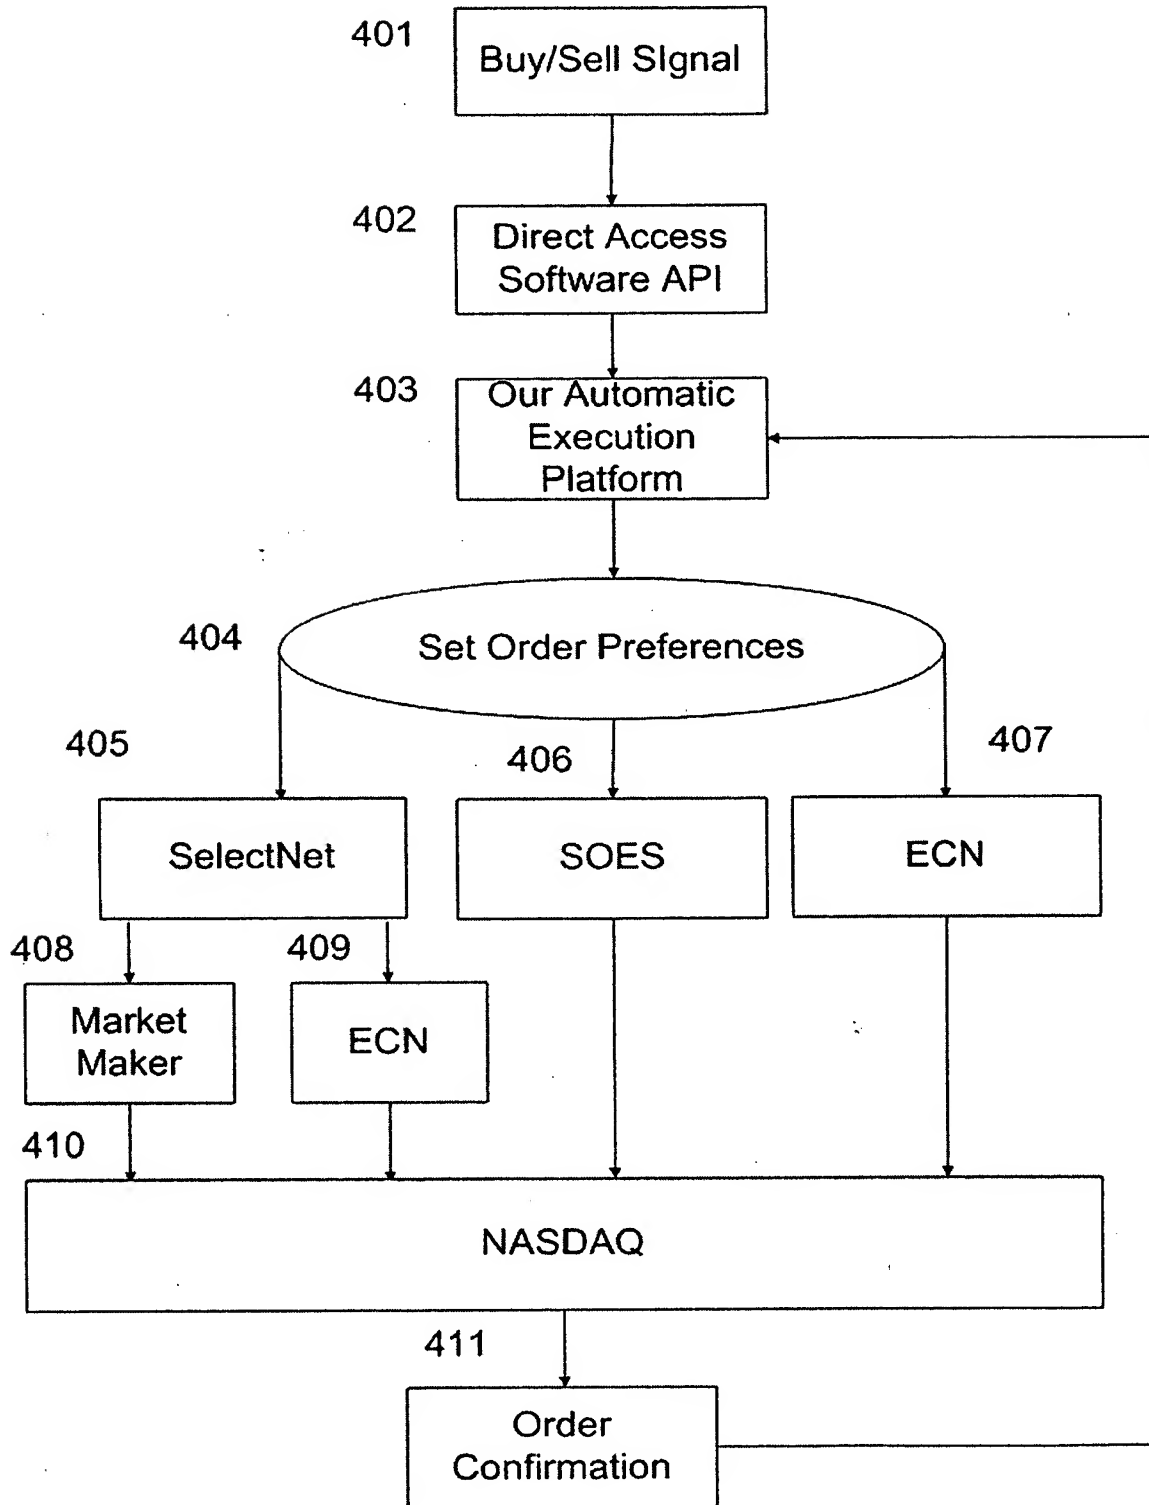 401
Buy/Sell SIgnal
402
Direct Access
Software API
403
Our Automatic
Execution
Platform
404
Set Order Preferences
405
406
407
SelectNet
SOES
ECN
408
409
Market
Maker
ECN
410
NASDAQ
411
Order
Confirmation